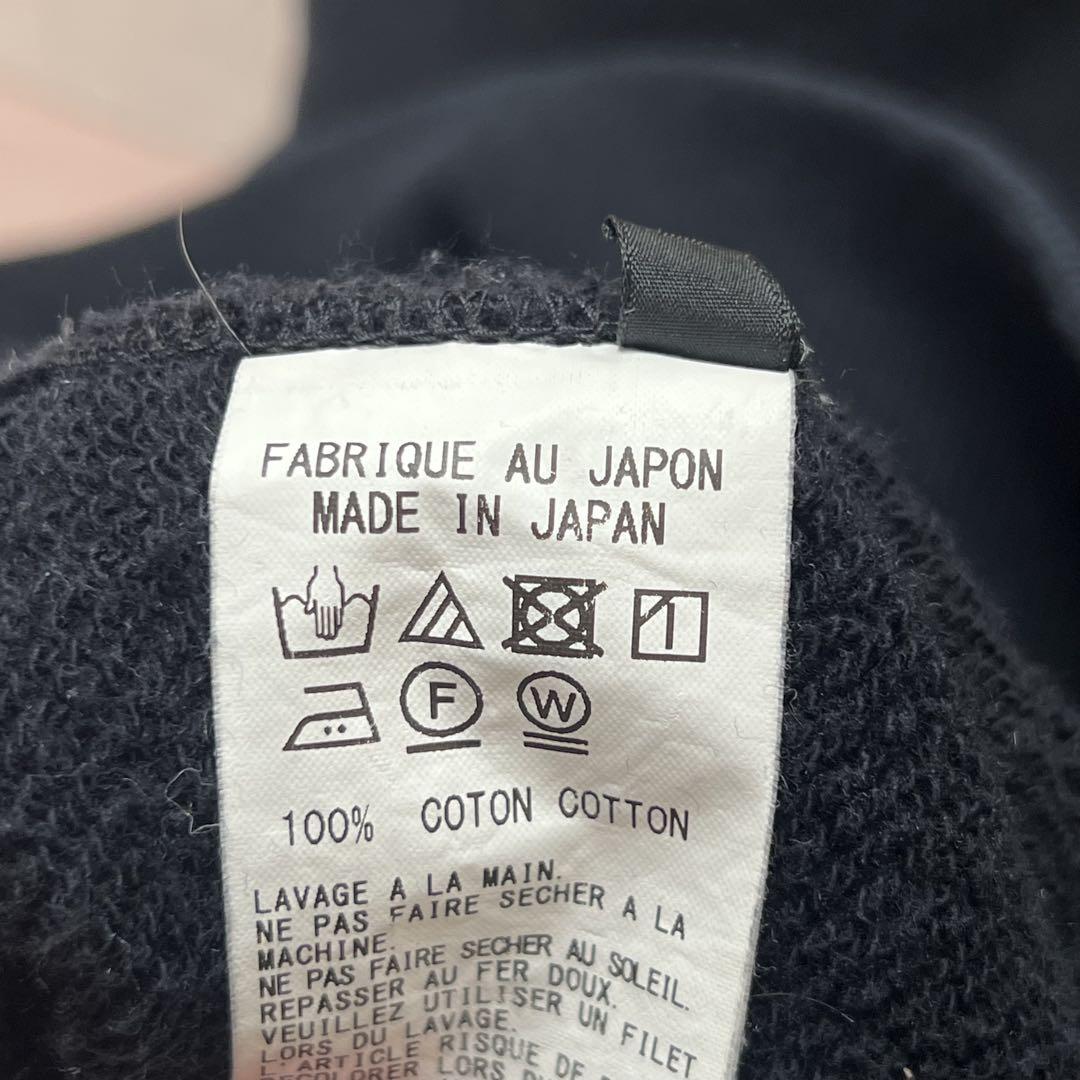 FABRIQUE AU JAPON
MADE IN JAPAN
F W
100% COTON COTTON
LAVAGE A LA MAIN.
NE PAS FAIRE SECHER A LA
MACHINE.
NE PAS FAIRE SECHER AU SOLEIL.
REPASSER AU FER DOUX.
VEUILLEZ UTILISER UN FILET
LORS DU LAVAGE.
L'ARTICLE RISQUE DE
LORS